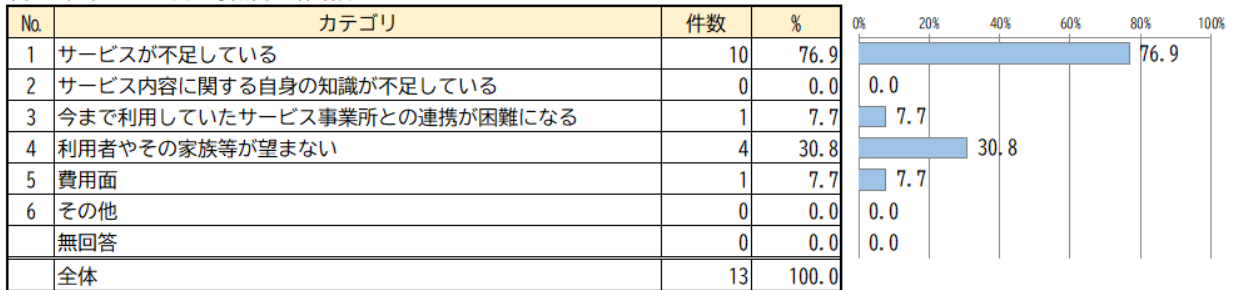 No. カテゴリ 件数 % 0% 20% 40% 60% 80% 100%
1 サービスが不足している 10 76.9 76.9
2 サービス内容に関する自身の知識が不足している 0 0.0 0.0
3 今まで利用していたサービス事業所との連携が困難になる 1 7.7 7.7
4 利用者やその家族等が望まない 4 30.8 30.8
5 費用面 1 7.7 7.7
6 その他 0 0.0 0.0
無回答 0 0.0 0.0
全体 13 100.0